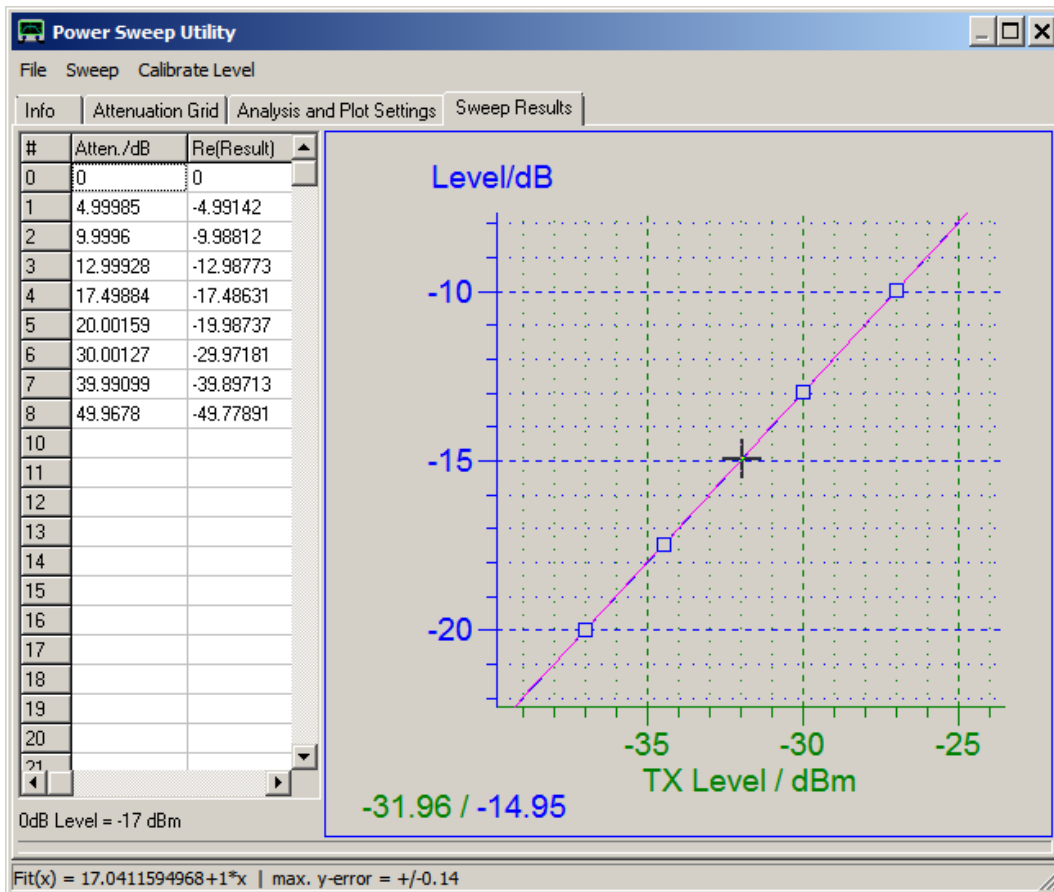 Power Sweep Utility
File Sweep Calibrate Level
Info Attenuation Grid Analysis and Plot Settings Sweep Results
# Atten./dB Re(Result)
0 0 0
1 4.99985 -4.99142
2 9.9996 -9.98812
3 12.99928 -12.98773
4 17.49884 -17.48631
5 20.00159 -19.98737
6 30.00127 -29.97181
7 39.99099 -39.89713
8 49.9678 -49.77891
10
11
12
13
14
15
16
17
18
19
20
21
0dB Level = -17 dBm
Level/dB
-10
-15
-20
-35 -30 -25
TX Level / dBm
-31.96 / -14.95
Fit(x) = 17.0411594968+1*x | max. y-error = +/-0.14